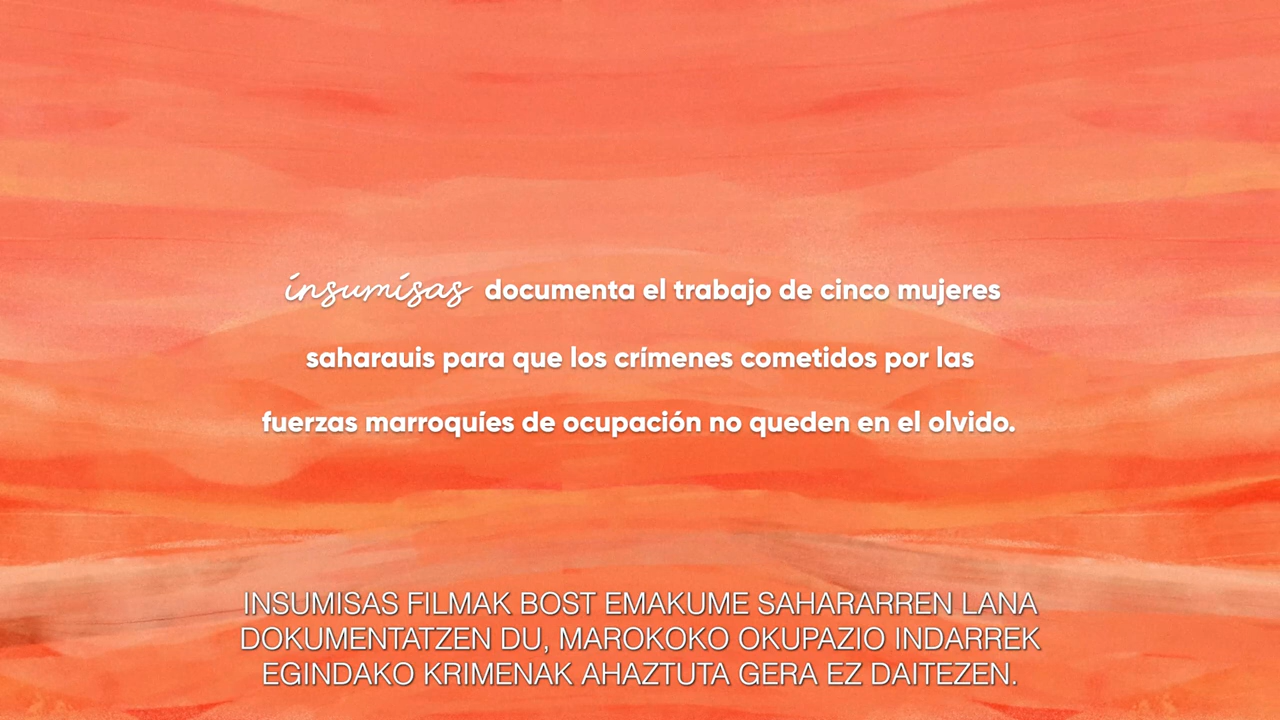 insumisas documenta el trabajo de cinco mujeres
saharauis para que los crímenes cometidos por las
fuerzas marroquíes de ocupación no queden en el olvido.
INSUMISAS FILMAK BOST EMAKUME SAHARARREN LANA
DOKUMENTATZEN DU, MAROKOKO OKUPAZIO INDARREK
EGINDAKO KRIMENAK AHAZTUTA GERA EZ DAITEZEN.